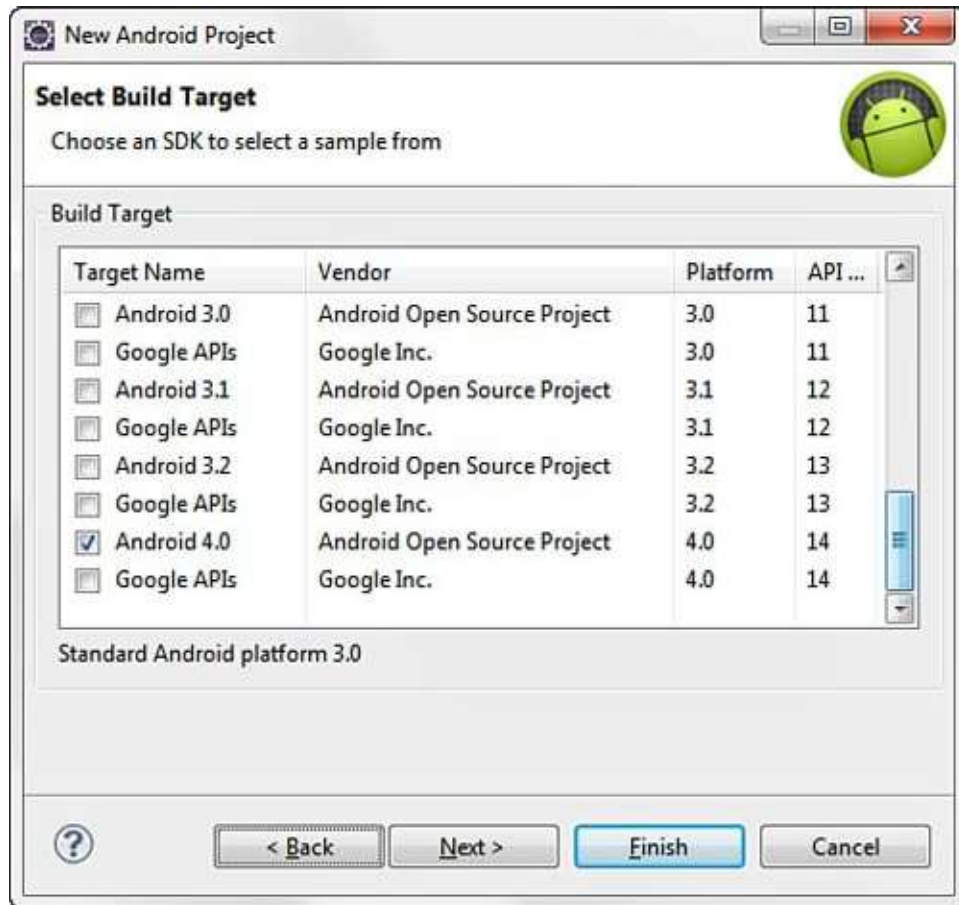 New Android Project
Select Build Target
Choose an SDK to select a sample from
Build Target
Target Name Vendor Platform API ...
Android 3.0 Android Open Source Project 3.0 11
Google APIs Google Inc. 3.0 11
Android 3.1 Android Open Source Project 3.1 12
Google APIs Google Inc. 3.1 12
Android 3.2 Android Open Source Project 3.2 13
Google APIs Google Inc. 3.2 13
Android 4.0 Android Open Source Project 4.0 14
Google APIs Google Inc. 4.0 14
Standard Android platform 3.0
? < Back Next > Finish Cancel